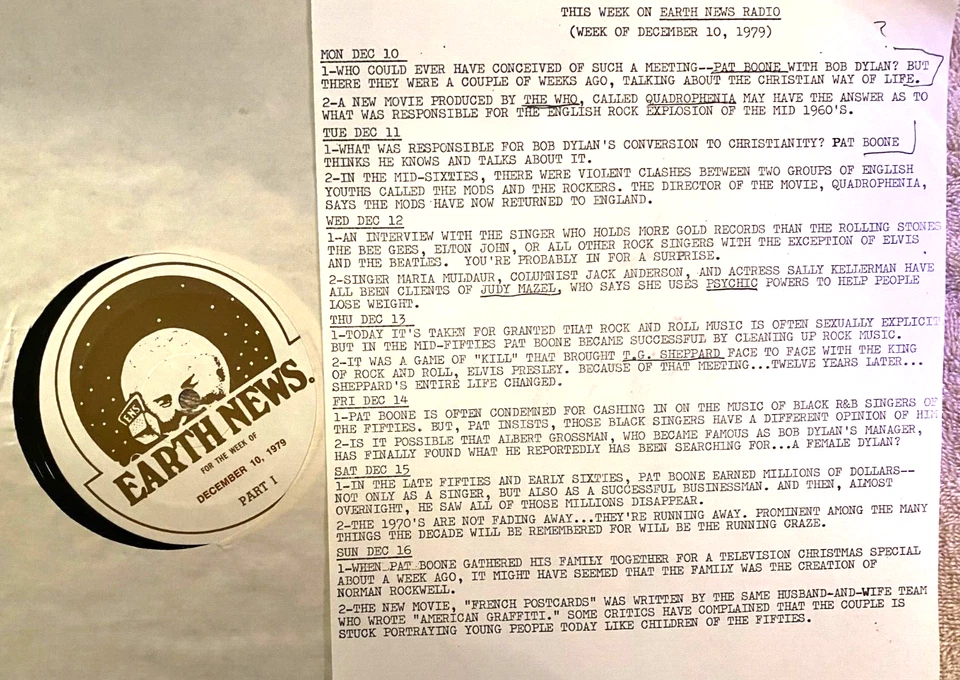 THIS WEEK ON EARTH NEWS RADIO
(WEEK OF DECEMBER 10, 1979)
?
MON DEC 10
1-WHO COULD EVER HAVE CONCEIVED OF SUCH A MEETING--PAT BOONE WITH BOB DYLAN? BUT
THERE THEY WERE A COUPLE OF WEEKS AGO, TALKING ABOUT THE CHRISTIAN WAY OF LIFE.
2-A NEW MOVIE PRODUCED BY THE WHO, CALLED QUADROPHENIA MAY HAVE THE ANSWER AS TO
WHAT WAS RESPONSIBLE FOR THE ENGLISH ROCK EXPLOSION OF THE MID 1960'S.
TUE DEC 11
1-WHAT WAS RESPONSIBLE FOR BOB DYLAN'S CONVERSION TO CHRISTIANITY? PAT BOONE
THINKS HE KNOWS AND TALKS ABOUT IT.
2-IN THE MID-SIXTIES, THERE WERE VIOLENT CLASHES BETWEEN TWO GROUPS OF ENGLISH
YOUTHS CALLED THE MODS AND THE ROCKERS. THE DIRECTOR OF THE MOVIE, QUADROPHENIA,
SAYS THE MODS HAVE NOW RETURNED TO ENGLAND.
WED DEC 12
1-AN INTERVIEW WITH THE SINGER WHO HOLDS MORE GOLD RECORDS THAN THE ROLLING STONES
THE BEE GEES, ELTON JOHN, OR ALL OTHER ROCK SINGERS WITH THE EXCEPTION OF ELVIS
AND THE BEATLES. YOU'RE PROBABLY IN FOR A SURPRISE.
2-SINGER MARIA MULDAUR, COLUMNIST JACK ANDERSON, AND ACTRESS SALLY KELLERMAN HAVE
ALL BEEN CLIENTS OF JUDY MAZEL, WHO SAYS SHE USES PSYCHIC POWERS TO HELP PEOPLE
LOSE WEIGHT.
THU DEC 13
1-TODAY IT'S TAKEN FOR GRANTED THAT ROCK AND ROLL MUSIC IS OFTEN SEXUALLY EXPLICIT
BUT IN THE MID-FIFTIES PAT BOONE BECAME SUCCESSFUL BY CLEANING UP ROCK MUSIC.
2-IT WAS A GAME OF "KILL" THAT BROUGHT T.G. SHEPPARD FACE TO FACE WITH THE KING
OF ROCK AND ROLL, ELVIS PRESLEY. BECAUSE OF THAT MEETING...TWELVE YEARS LATER...
SHEPPARD'S ENTIRE LIFE CHANGED.
FRI DEC 14
1-PAT BOONE IS OFTEN CONDEMNED FOR CASHING IN ON THE MUSIC OF BLACK R&B SINGERS OF
THE FIFTIES. BUT, PAT INSISTS, THOSE BLACK SINGERS HAVE A DIFFERENT OPINION OF HIM
2-IS IT POSSIBLE THAT ALBERT GROSSMAN, WHO BECAME FAMOUS AS BOB DYLAN'S MANAGER,
HAS FINALLY FOUND WHAT HE REPORTEDLY HAS BEEN SEARCHING FOR...A FEMALE DYLAN?
SAT DEC 15
1-IN THE LATE FIFTIES AND EARLY SIXTIES, PAT BOONE EARNED MILLIONS OF DOLLARS--
NOT ONLY AS A SINGER, BUT ALSO AS A SUCCESSFUL BUSINESSMAN. AND THEN, ALMOST
OVERNIGHT, HE SAW ALL OF THOSE MILLIONS DISAPPEAR.
2-THE 1970'S ARE NOT FADING AWAY...THEY'RE RUNNING AWAY. PROMINENT AMONG THE MANY
THINGS THE DECADE WILL BE REMEMBERED FOR WILL BE THE RUNNING CRAZE.
SUN DEC 16
1-WHEN PAT BOONE GATHERED HIS FAMILY TOGETHER FOR A TELEVISION CHRISTMAS SPECIAL
ABOUT A WEEK AGO, IT MIGHT HAVE SEEMED THAT THE FAMILY WAS THE CREATION OF
NORMAN ROCKWELL.
2-THE NEW MOVIE, "FRENCH POSTCARDS" WAS WRITTEN BY THE SAME HUSBAND-AND-WIFE TEAM
WHO WROTE "AMERICAN GRAFFITI." SOME CRITICS HAVE COMPLAINED THAT THE COUPLE IS
STUCK PORTRAYING YOUNG PEOPLE TODAY LIKE CHILDREN OF THE FIFTIES.
ENS
EARTH NEWS.
FOR THE WEEK OF
DECEMBER 10, 1979
PART I